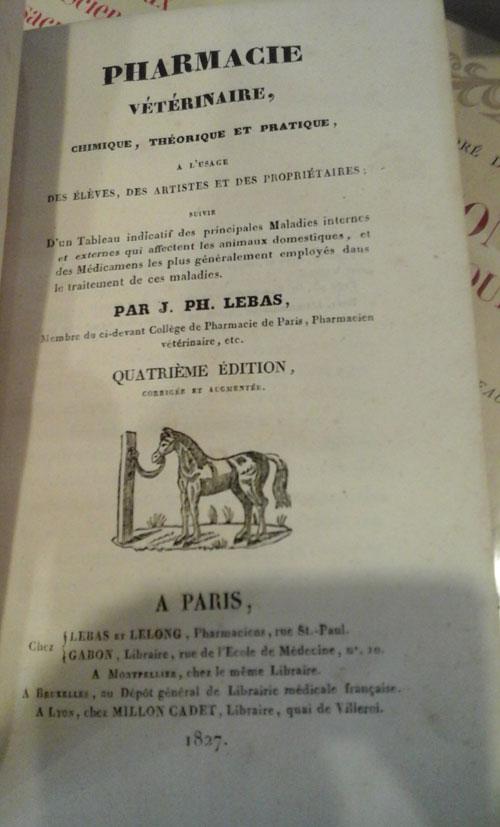 PHARMACIE
VÉTÉRINAIRE,
CHIMIQUE, THÉORIQUE ET PRATIQUE,
A L'USAGE
DES ÉLÈVES, DES ARTISTES ET DES PROPRIÉTAIRES;
SUIVIE
D'un Tableau indicatif des principales Maladies internes
et externes qui affectent les animaux domestiques, et
des Médicamens les plus généralement employés dans
le traitement de ces maladies.
PAR J. PH. LEBAS,
Membre du ci-devant Collège de Pharmacie de Paris, Pharmacien
vétérinaire, etc.
QUATRIÈME ÉDITION,
CORRIGÉE ET AUGMENTÉE.
A PARIS,
Chez { LEBAS ET LELONG, Pharmaciens, rue St.-Paul.
GABON, Libraire, rue de l'Ecole de Médecine, n°. 10.
A MONTPELLIER, chez le même Libraire.
A BRUXELLES, au Dépôt général de Librairie médicale française.
A LYON, chez MILLON CADET, Libraire, quai de Villeroi.
1827.